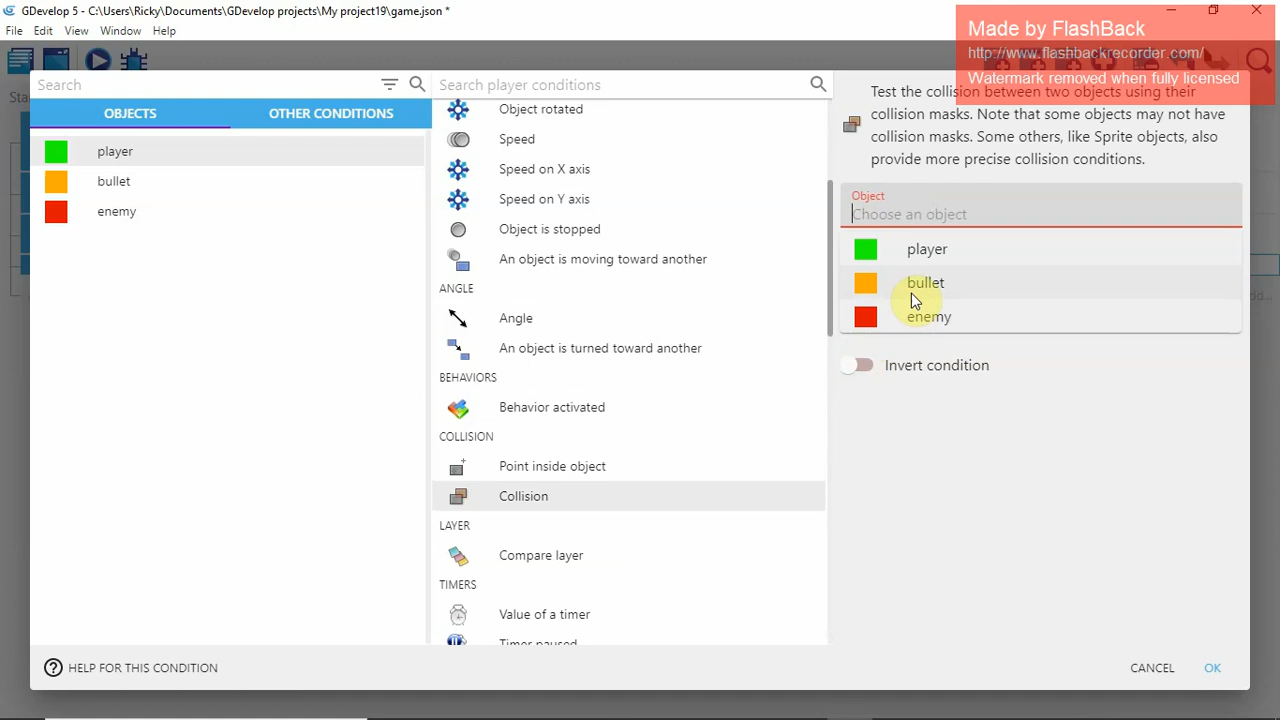 GDevelop 5 - C:\Users\Ricky\Documents\GDevelop projects\My project19\game.json *
File Edit View Window Help
Made by FlashBack
http://www.flashbackrecorder.com/
Watermark removed when fully licensed
Search
Search player conditions
OBJECTS
OTHER CONDITIONS
player
bullet
enemy
Object rotated
Speed
Speed on X axis
Speed on Y axis
Object is stopped
An object is moving toward another
ANGLE
Angle
An object is turned toward another
BEHAVIORS
Behavior activated
COLLISION
Point inside object
Collision
LAYER
Compare layer
TIMERS
Value of a timer
Timer paused
Test the collision between two objects using their
collision masks. Note that some objects may not have
collision masks. Some others, like Sprite objects, also
provide more precise collision conditions.
Object
Choose an object
player
bullet
enemy
Invert condition
HELP FOR THIS CONDITION
CANCEL
OK